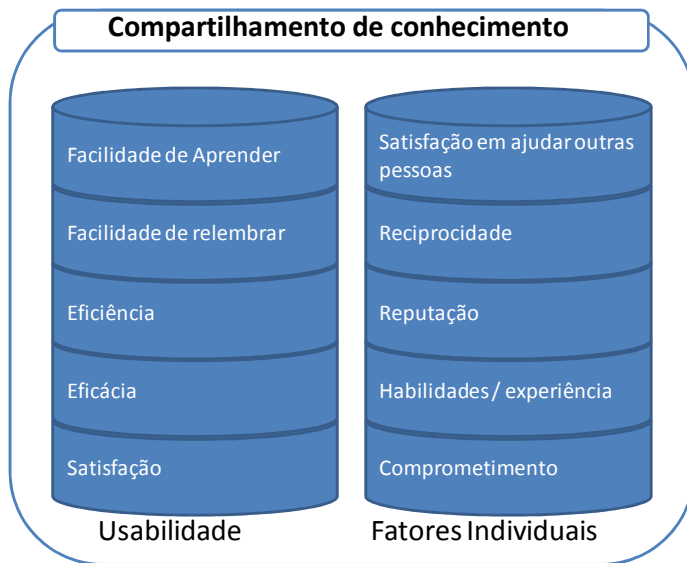 Compartilhamento de conhecimento
Facilidade de Aprender
Facilidade de relembrar
Eficiência
Eficácia
Satisfação
Usabilidade
Satisfação em ajudar outras
pessoas
Reciprocidade
Reputação
Habilidades / experiência
Comprometimento
Fatores Individuais